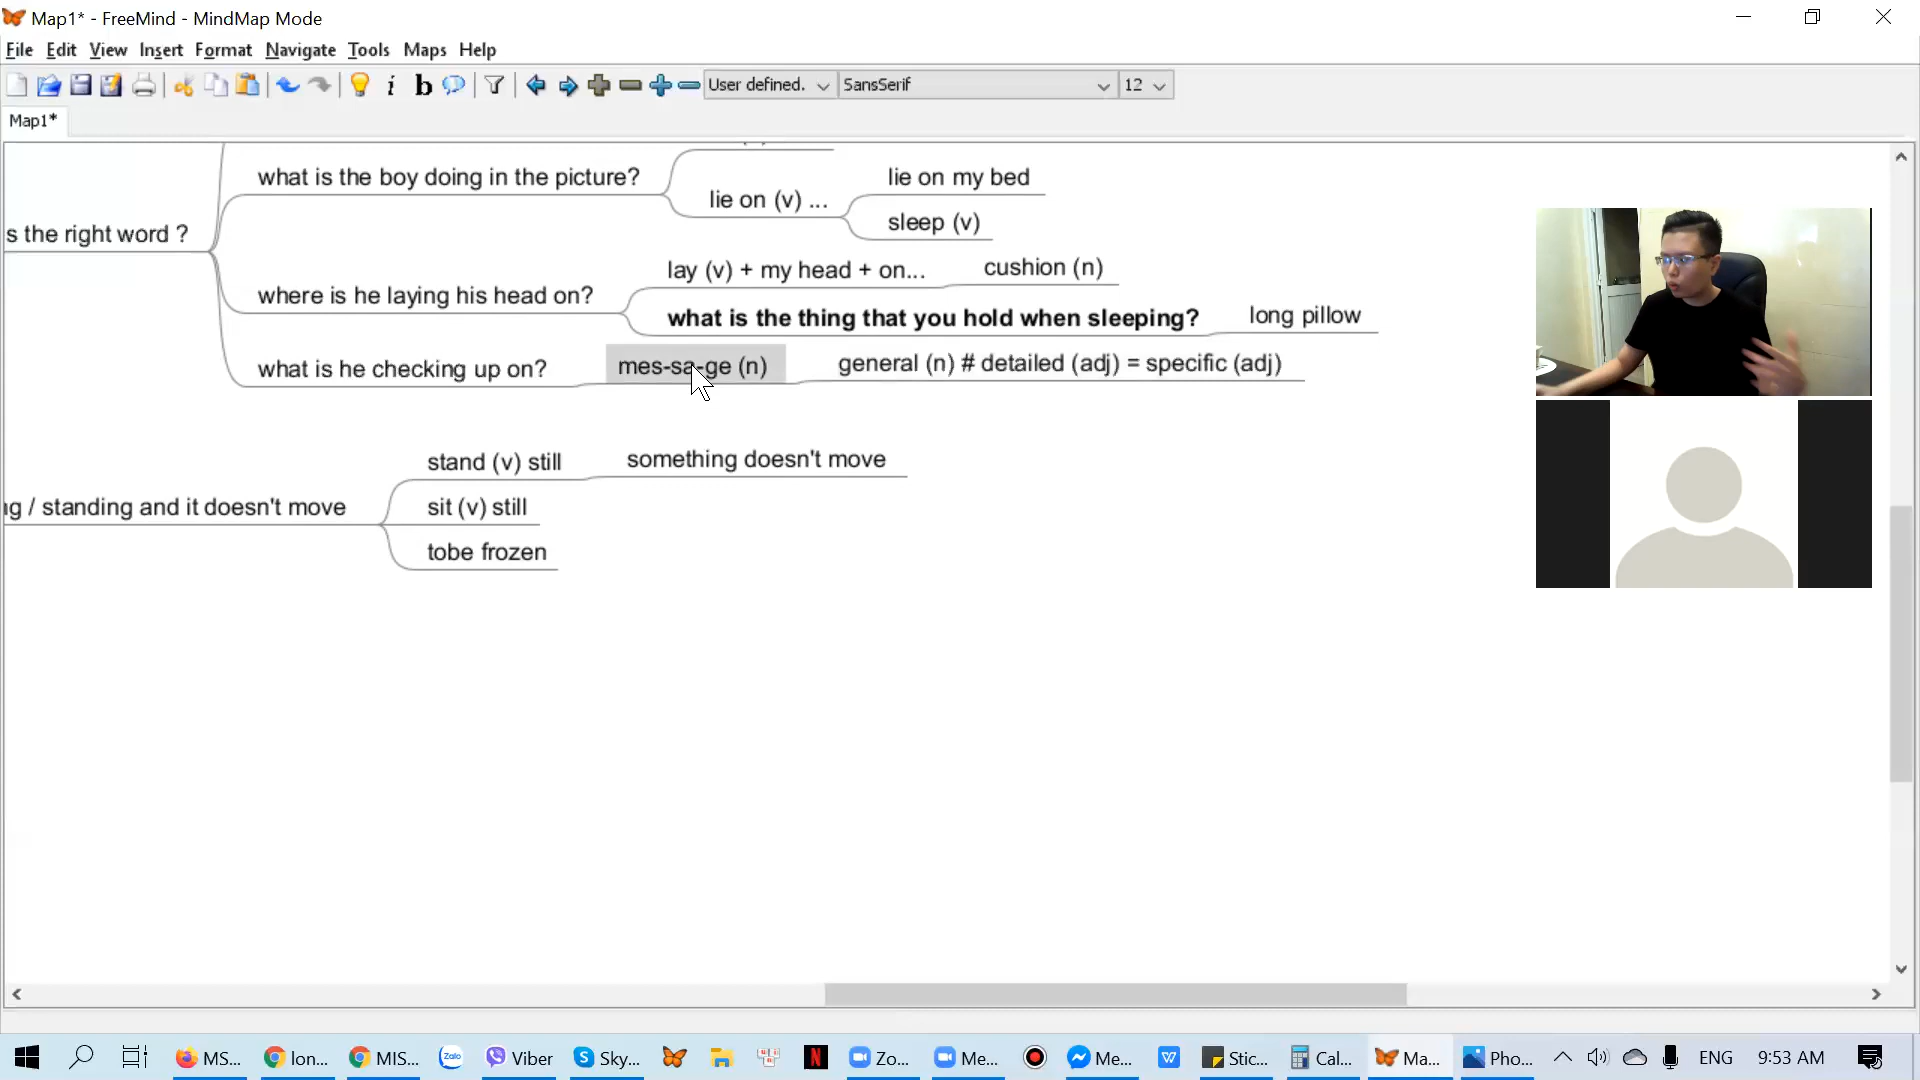 Map1* - FreeMind - MindMap Mode
File Edit View Insert Format Navigate Tools Maps Help
User defined. SansSerif 12
Map1*
what is the boy doing in the picture?
lie on (v) ...
lie on my bed
sleep (v)
s the right word ?
where is he laying his head on?
lay (v) + my head + on...
cushion (n)
what is the thing that you hold when sleeping?
long pillow
what is he checking up on?
mes-sa-ge (n)
general (n) # detailed (adj) = specific (adj)
ng / standing and it doesn't move
stand (v) still
something doesn't move
sit (v) still
tobe frozen
MS... lon... MIS... Zalo Viber Sky... Zo... Me... Me... Stic... Cal... Ma... Pho... ENG 9:53 AM